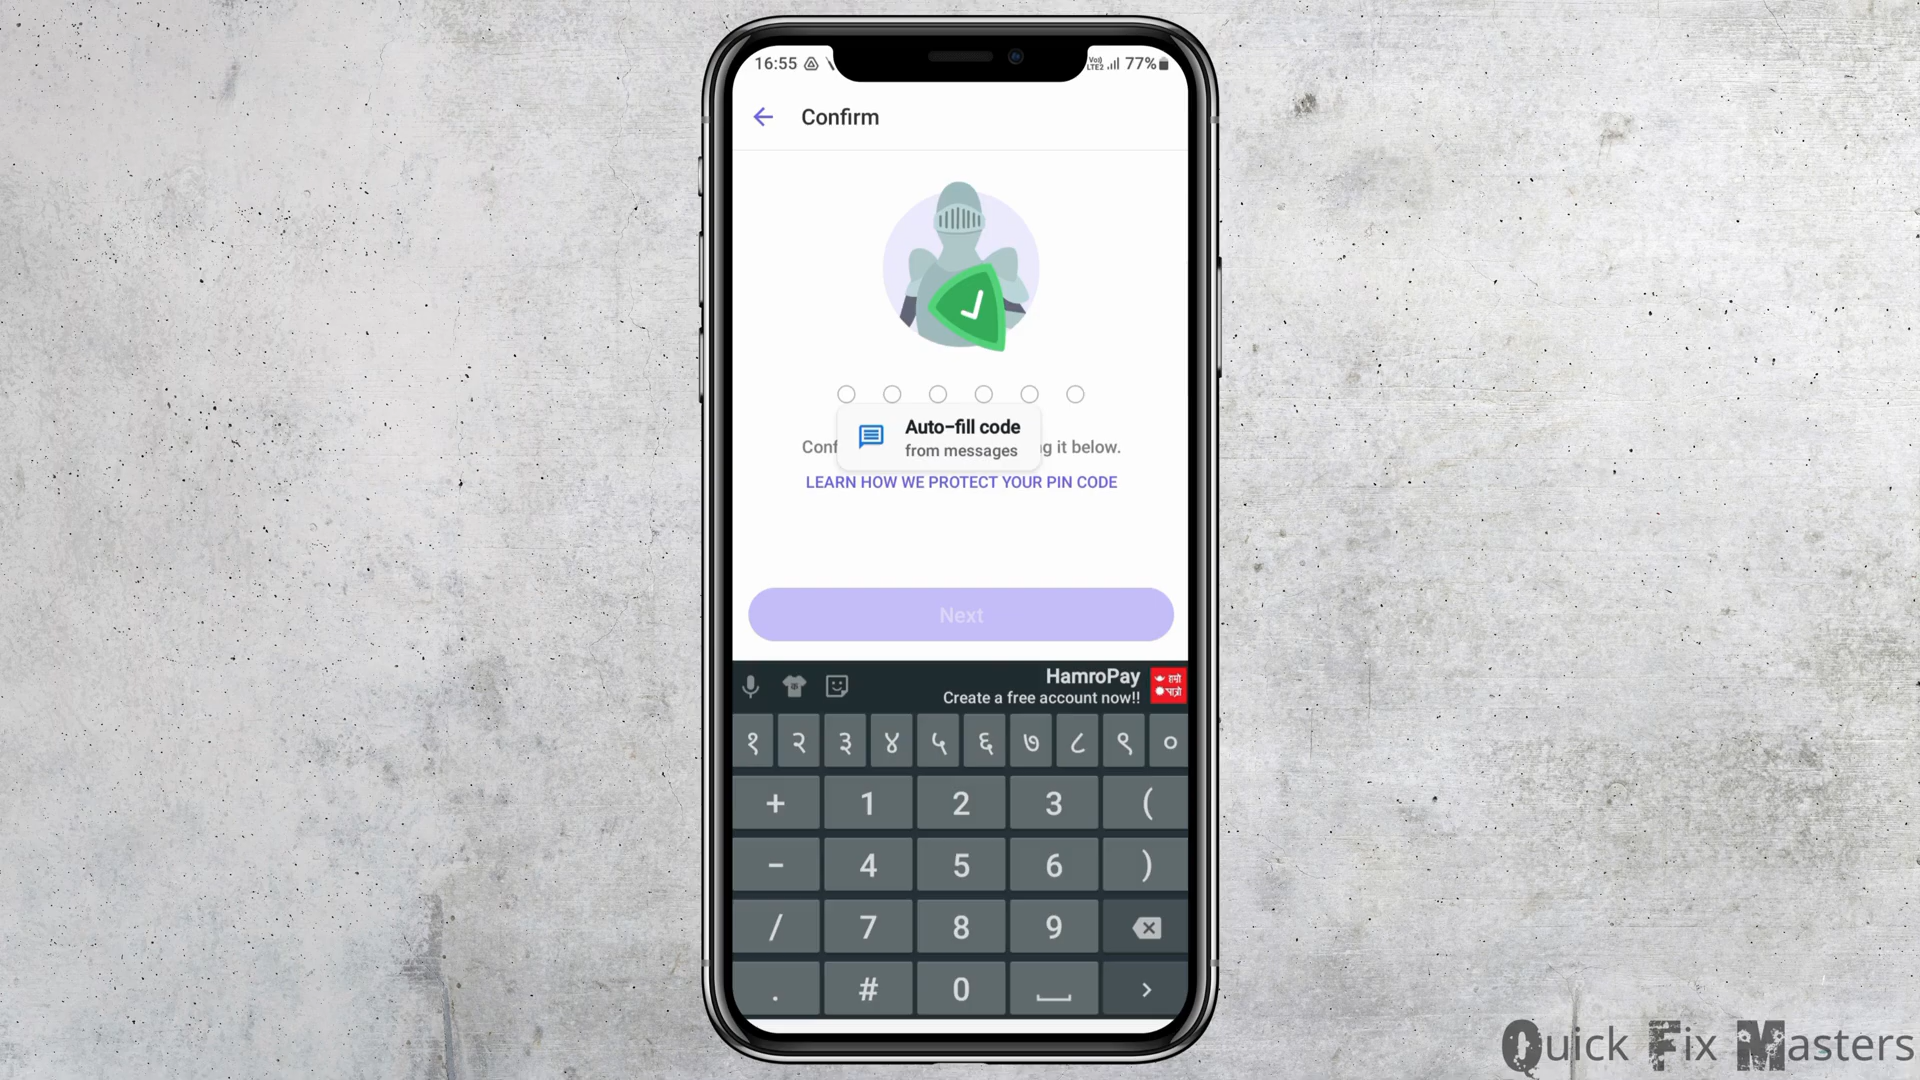 16:55
Vo))
LTE2
77%
Confirm
Auto-fill code
from messages
Conf
g it below.
LEARN HOW WE PROTECT YOUR PIN CODE
Next
HamroPay
Create a free account now!!
हाम्रो
पात्रो
१ २ ३ ४ ५ ६ ७ ८ ९ ०
+ 1 2 3 (
- 4 5 6 )
/ 7 8 9
. # 0 >
Quick Fix Masters